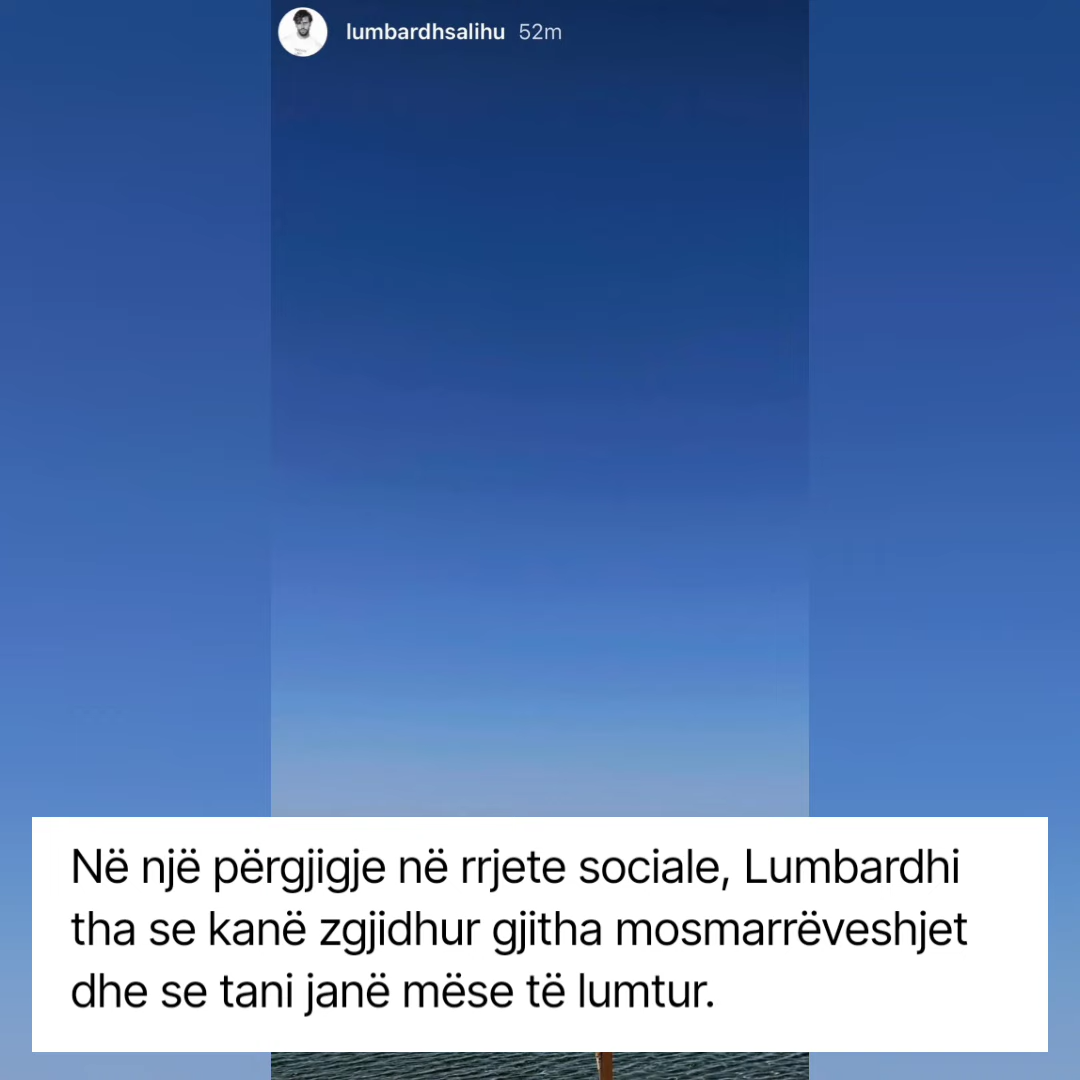 lumbardhsalihu 52m
Në një përgjigje në rrjete sociale, Lumbardhi
tha se kanë zgjidhur gjitha mosmarrëveshjet
dhe se tani janë mëse të lumtur.